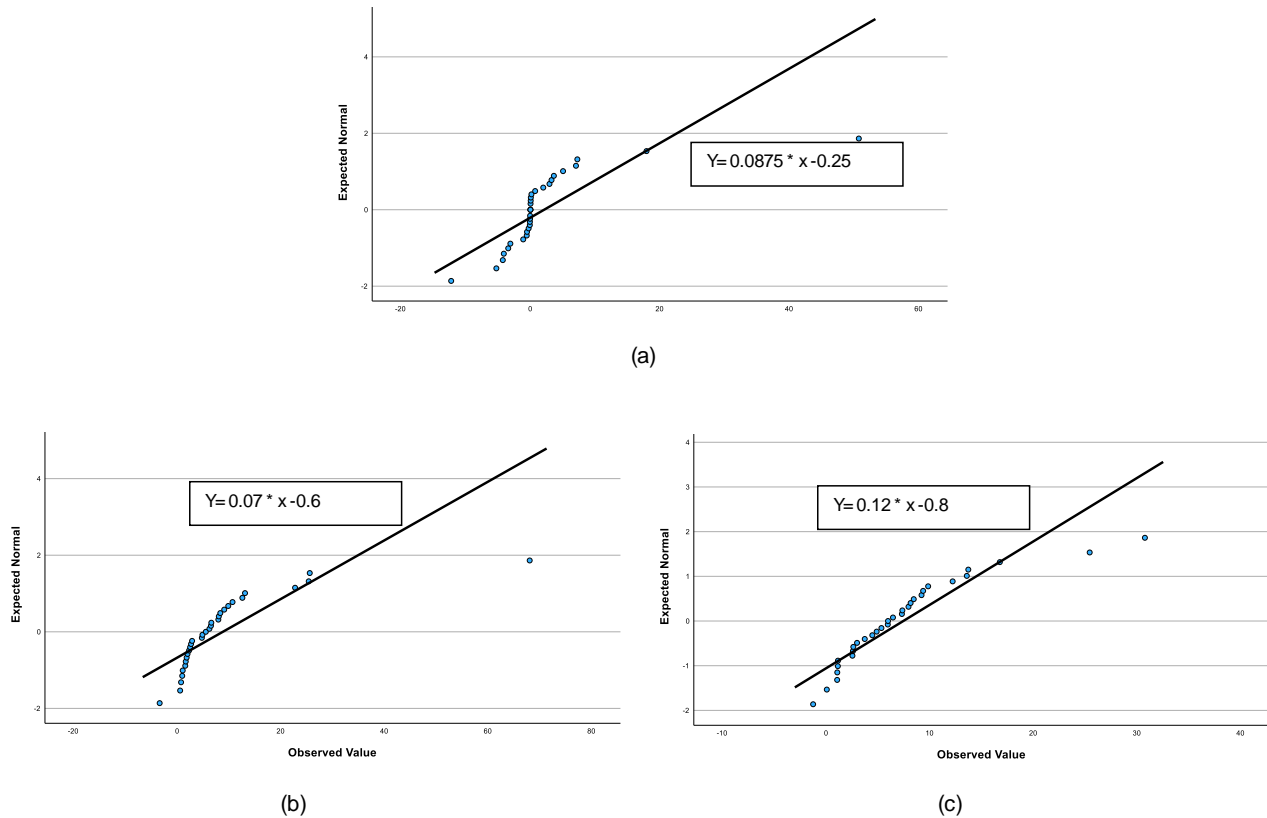 4
2
0
-2
Expected Normal
Y= 0.0875 * x -0.25
-20 0 20 40 60
(a)
4
2
0
-2
Expected Normal
Y= 0.07 * x -0.6
-20 0 20 40 60 80
Observed Value
(b)
4
3
2
1
0
-1
-2
Expected Normal
Y= 0.12 * x -0.8
-10 0 10 20 30 40
Observed Value
(c)